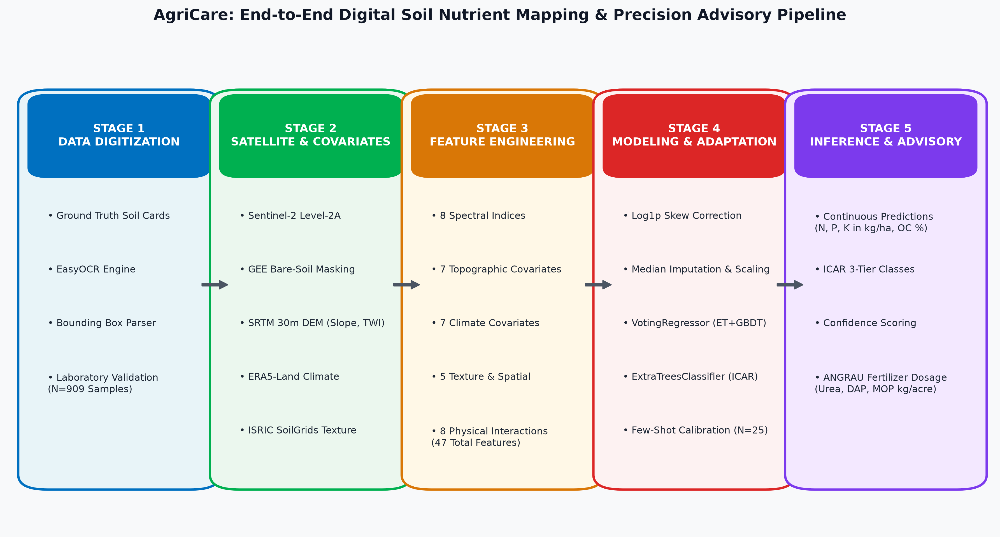 AgriCare: End-to-End Digital Soil Nutrient Mapping & Precision Advisory Pipeline
STAGE 1
DATA DIGITIZATION
• Ground Truth Soil Cards
• EasyOCR Engine
• Bounding Box Parser
• Laboratory Validation
(N=909 Samples)
STAGE 2
SATELLITE & COVARIATES
• Sentinel-2 Level-2A
• GEE Bare-Soil Masking
• SRTM 30m DEM (Slope, TWI)
• ERA5-Land Climate
• ISRIC SoilGrids Texture
STAGE 3
FEATURE ENGINEERING
• 8 Spectral Indices
• 7 Topographic Covariates
• 7 Climate Covariates
• 5 Texture & Spatial
• 8 Physical Interactions
(47 Total Features)
STAGE 4
MODELING & ADAPTATION
• Log1p Skew Correction
• Median Imputation & Scaling
• VotingRegressor (ET+GBDT)
• ExtraTreesClassifier (ICAR)
• Few-Shot Calibration (N=25)
STAGE 5
INFERENCE & ADVISORY
• Continuous Predictions
(N, P, K in kg/ha, OC %)
• ICAR 3-Tier Classes
• Confidence Scoring
• ANGRAU Fertilizer Dosage
(Urea, DAP, MOP kg/acre)